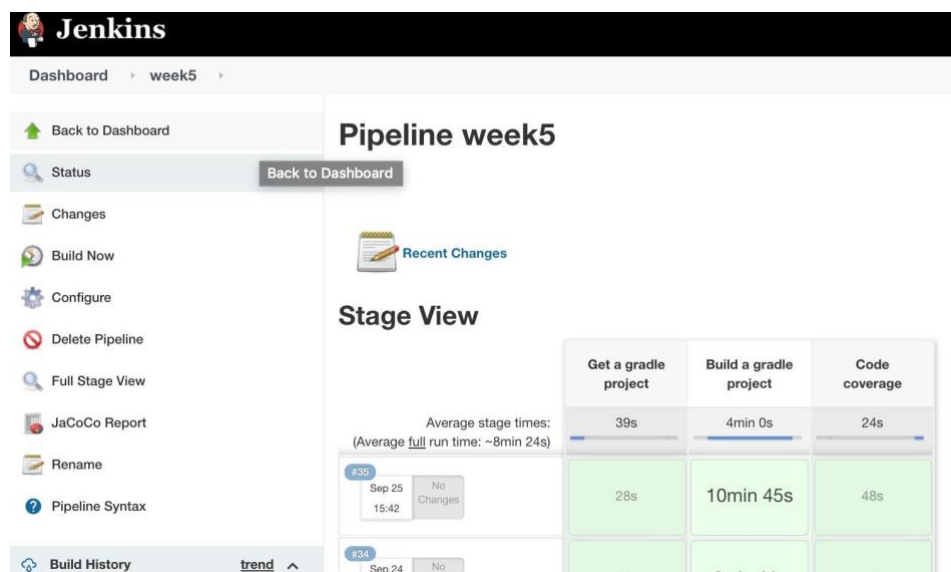 Jenkins
Dashboard
week5
Back to Dashboard
Status
Changes
Build Now
Configure
Delete Pipeline
Full Stage View
JaCoCo Report
Rename
Pipeline Syntax
Build History
trend
Pipeline week5
Back to Dashboard
Recent Changes
Stage View
Get a gradle
project
Build a gradle
project
Code
coverage
Average stage times:
(Average full run time: ~8min 24s)
39s
4min 0s
24s
#35
Sep 25
15:42
No
Changes
28s
10min 45s
48s
#34
Sep 24
No